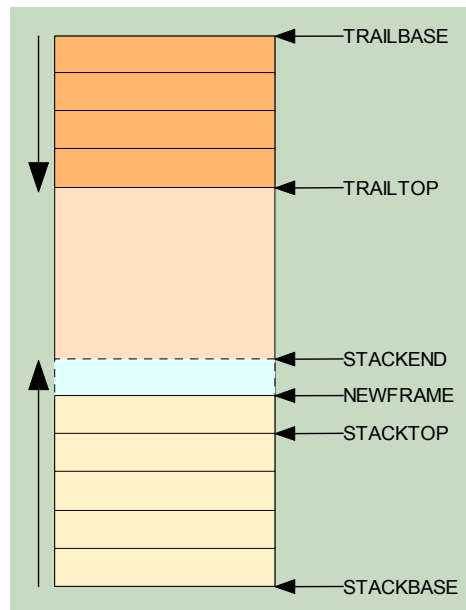 TRAILBASE
TRAILTOP
STACKEND
NEWFRAME
STACKTOP
STACKBASE